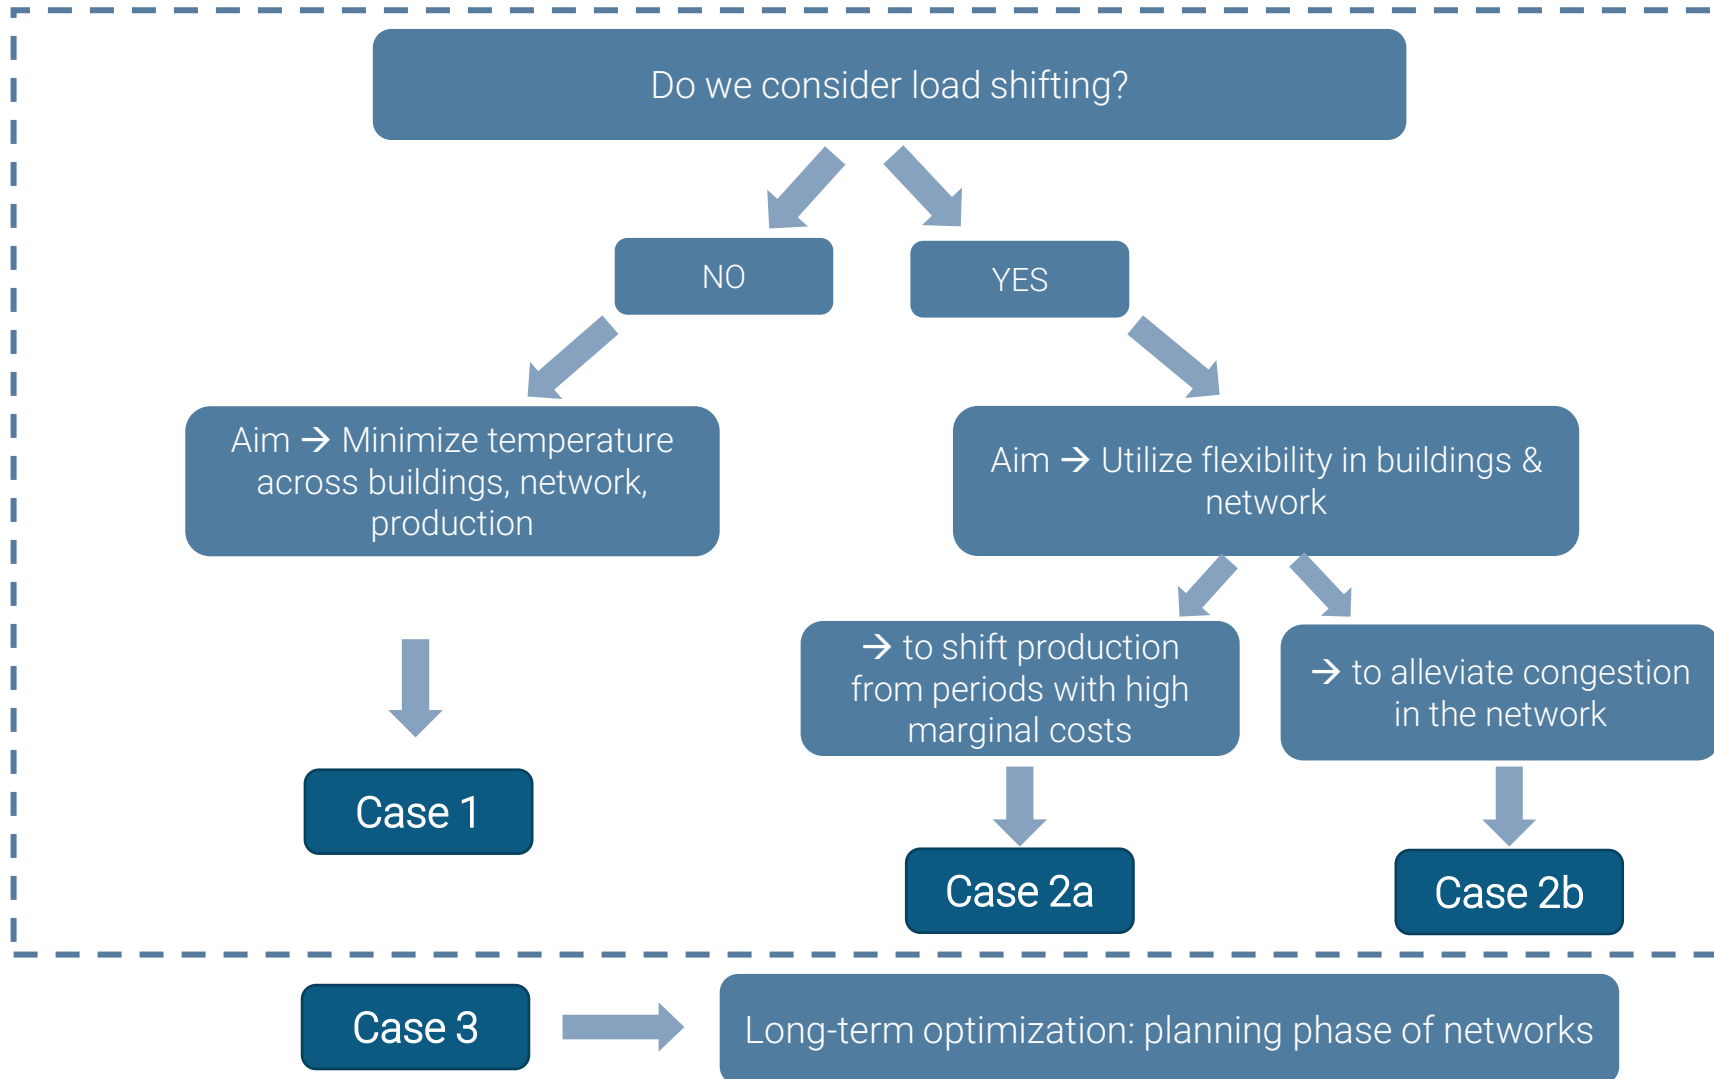 Do we consider load shifting?
NO
YES
Aim → Minimize temperature
across buildings, network,
production
Aim → Utilize flexibility in buildings &
network
→ to shift production
from periods with high
marginal costs
→ to alleviate congestion
in the network
Case 1
Case 2a
Case 2b
Case 3
Long-term optimization: planning phase of networks